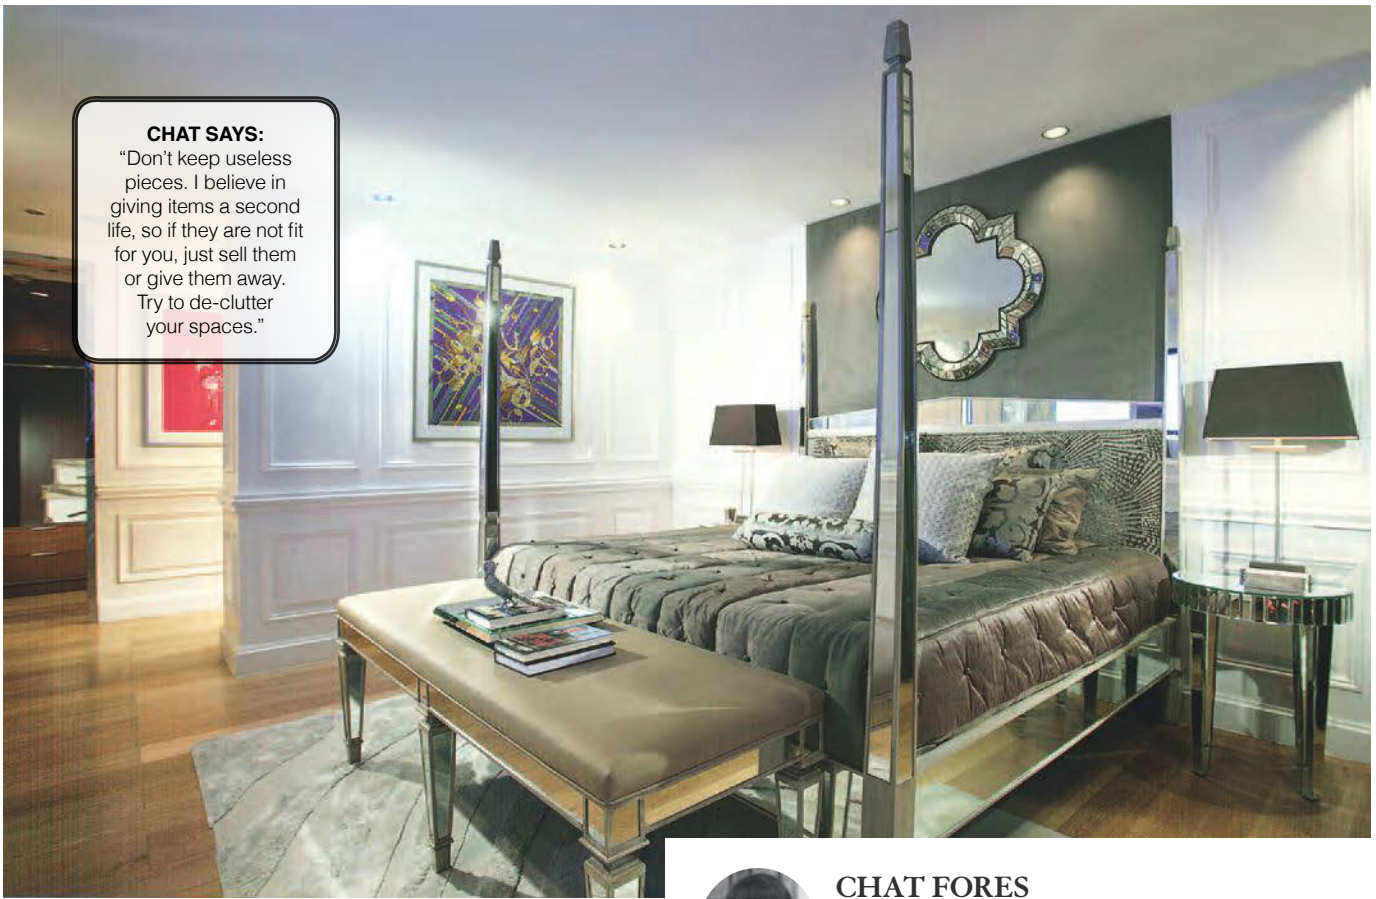 CHAT SAYS:
“Don’t keep useless
pieces. I believe in
giving items a second
life, so if they are not fit
for you, just sell them
or give them away.
Try to de-clutter
your spaces.”
CHAT FORES